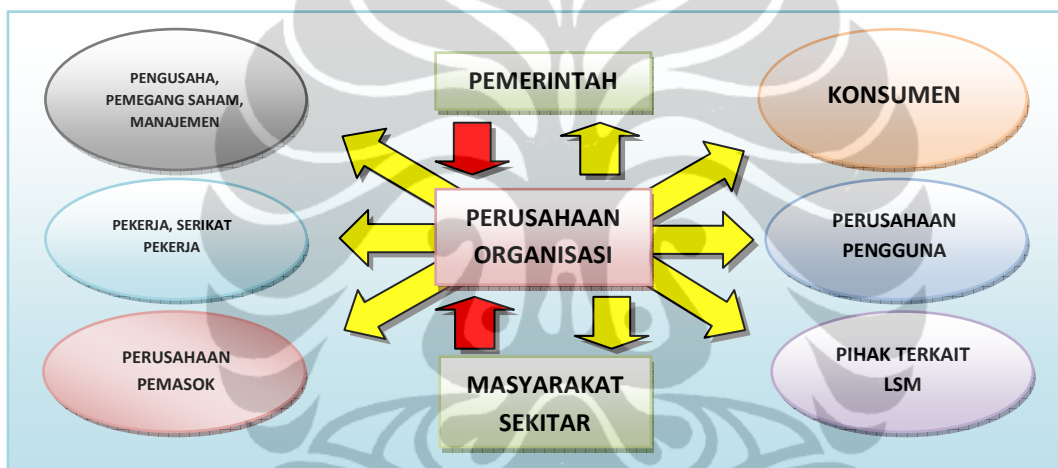 PENGUSAHA,
PEMEGANG SAHAM,
MANAJEMEN
PEMERINTAH
KONSUMEN
PEKERJA, SERIKAT
PEKERJA
PERUSAHAAN
ORGANISASI
PERUSAHAAN
PENGGUNA
PERUSAHAAN
PEMASOK
MASYARAKAT
SEKITAR
PIHAK TERKAIT
LSM